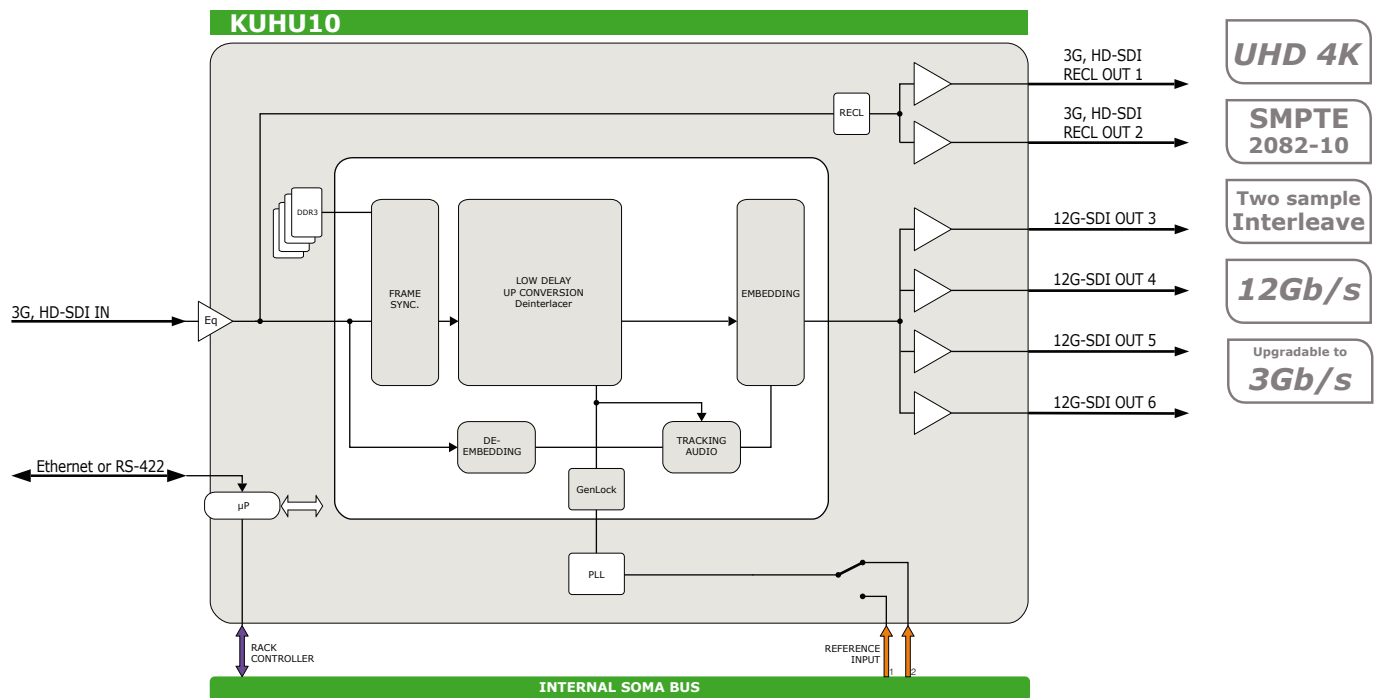 KUHU10
3G, HD-SDI
RECL OUT 1
UHD 4K
RECL
3G, HD-SDI
RECL OUT 2
SMPTE
2082-10
DDR3
Two sample
Interleave
12G-SDI OUT 3
FRAME
SYNC.
LOW DELAY
UP CONVERSION
Deinterlacer
EMBEDDING
12G-SDI OUT 4
12Gb/s
3G, HD-SDI IN
Eq
12G-SDI OUT 5
Upgradable to
3Gb/s
12G-SDI OUT 6
DE-
EMBEDDING
TRACKING
AUDIO
Ethernet or RS-422
GenLock
µP
PLL
RACK
CONTROLLER
REFERENCE
INPUT
1
2
INTERNAL SOMA BUS